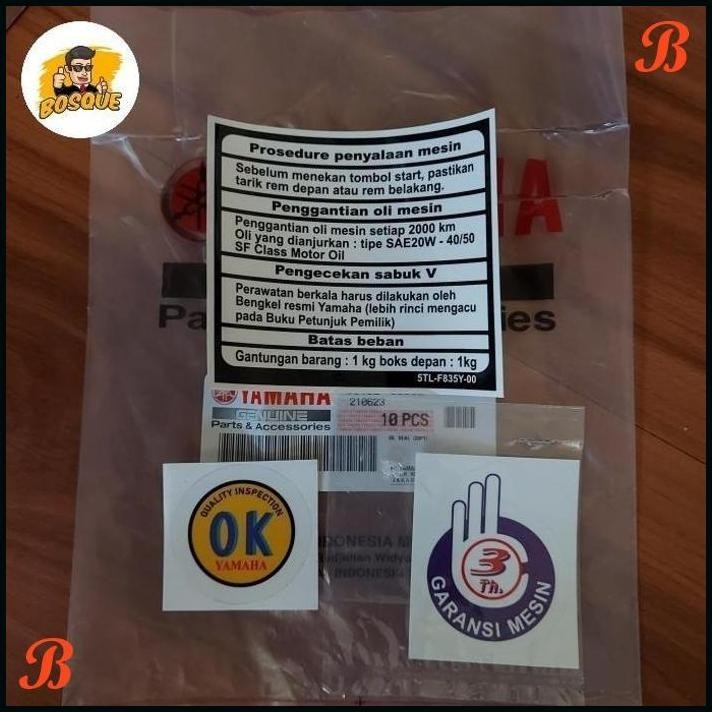 BOSQUE
B
Prosedure penyalaan mesin
Sebelum menekan tombol start, pastikan
tarik rem depan atau rem belakang.
Penggantian oli mesin
Penggantian oli mesin setiap 2000 km
Oli yang dianjurkan : tipe SAE20W - 40/50
SF Class Motor Oil
Pengecekan sabuk V
Perawatan berkala harus dilakukan oleh
Bengkel resmi Yamaha (lebih rinci mengacu
pada Buku Petunjuk Pemilik)
Batas beban
Gantungan barang : 1 kg boks depan : 1kg
5TL-F835Y-00
YAMAHA
GENUINE
Parts & Accessories
210623
10 PCS
QUALITY INSPECTION
OK
YAMAHA
3
Th.
GARANSI MESIN
B